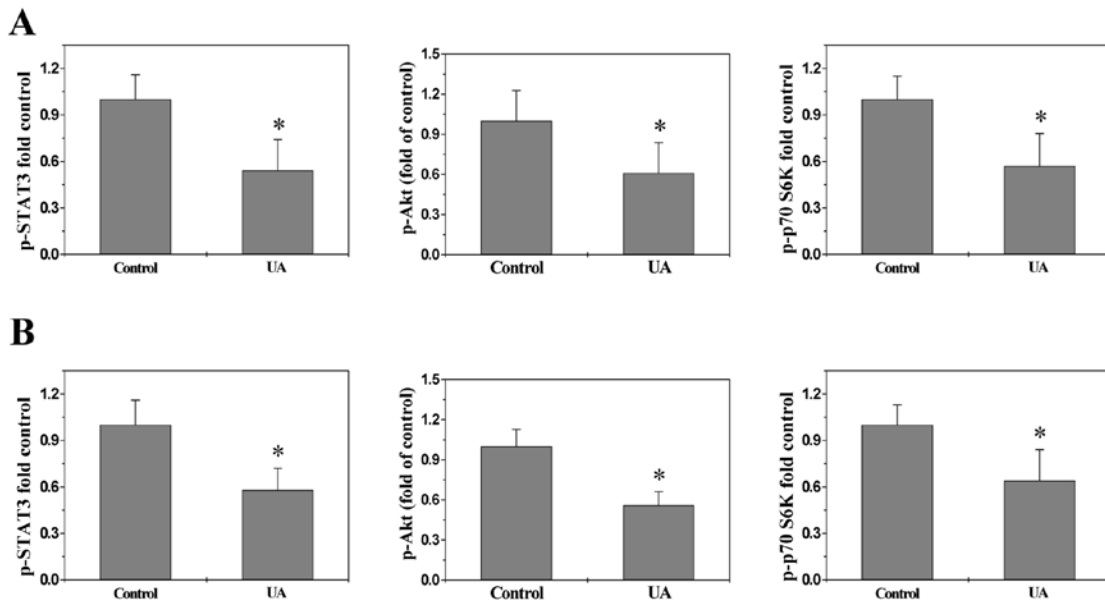 A
p-STAT3 fold control
1.2
0.9
0.6
0.3
0.0
Control UA
*
p-Akt (fold of control)
1.5
1.2
0.9
0.6
0.3
0.0
Control UA
*
p-p70 S6K fold control
1.2
0.9
0.6
0.3
0.0
Control UA
*
B
p-STAT3 fold control
1.2
0.9
0.6
0.3
0.0
Control UA
*
p-Akt (fold of control)
1.5
1.2
0.9
0.6
0.3
0.0
Control UA
*
p-p70 S6K fold control
1.2
0.9
0.6
0.3
0.0
Control UA
*